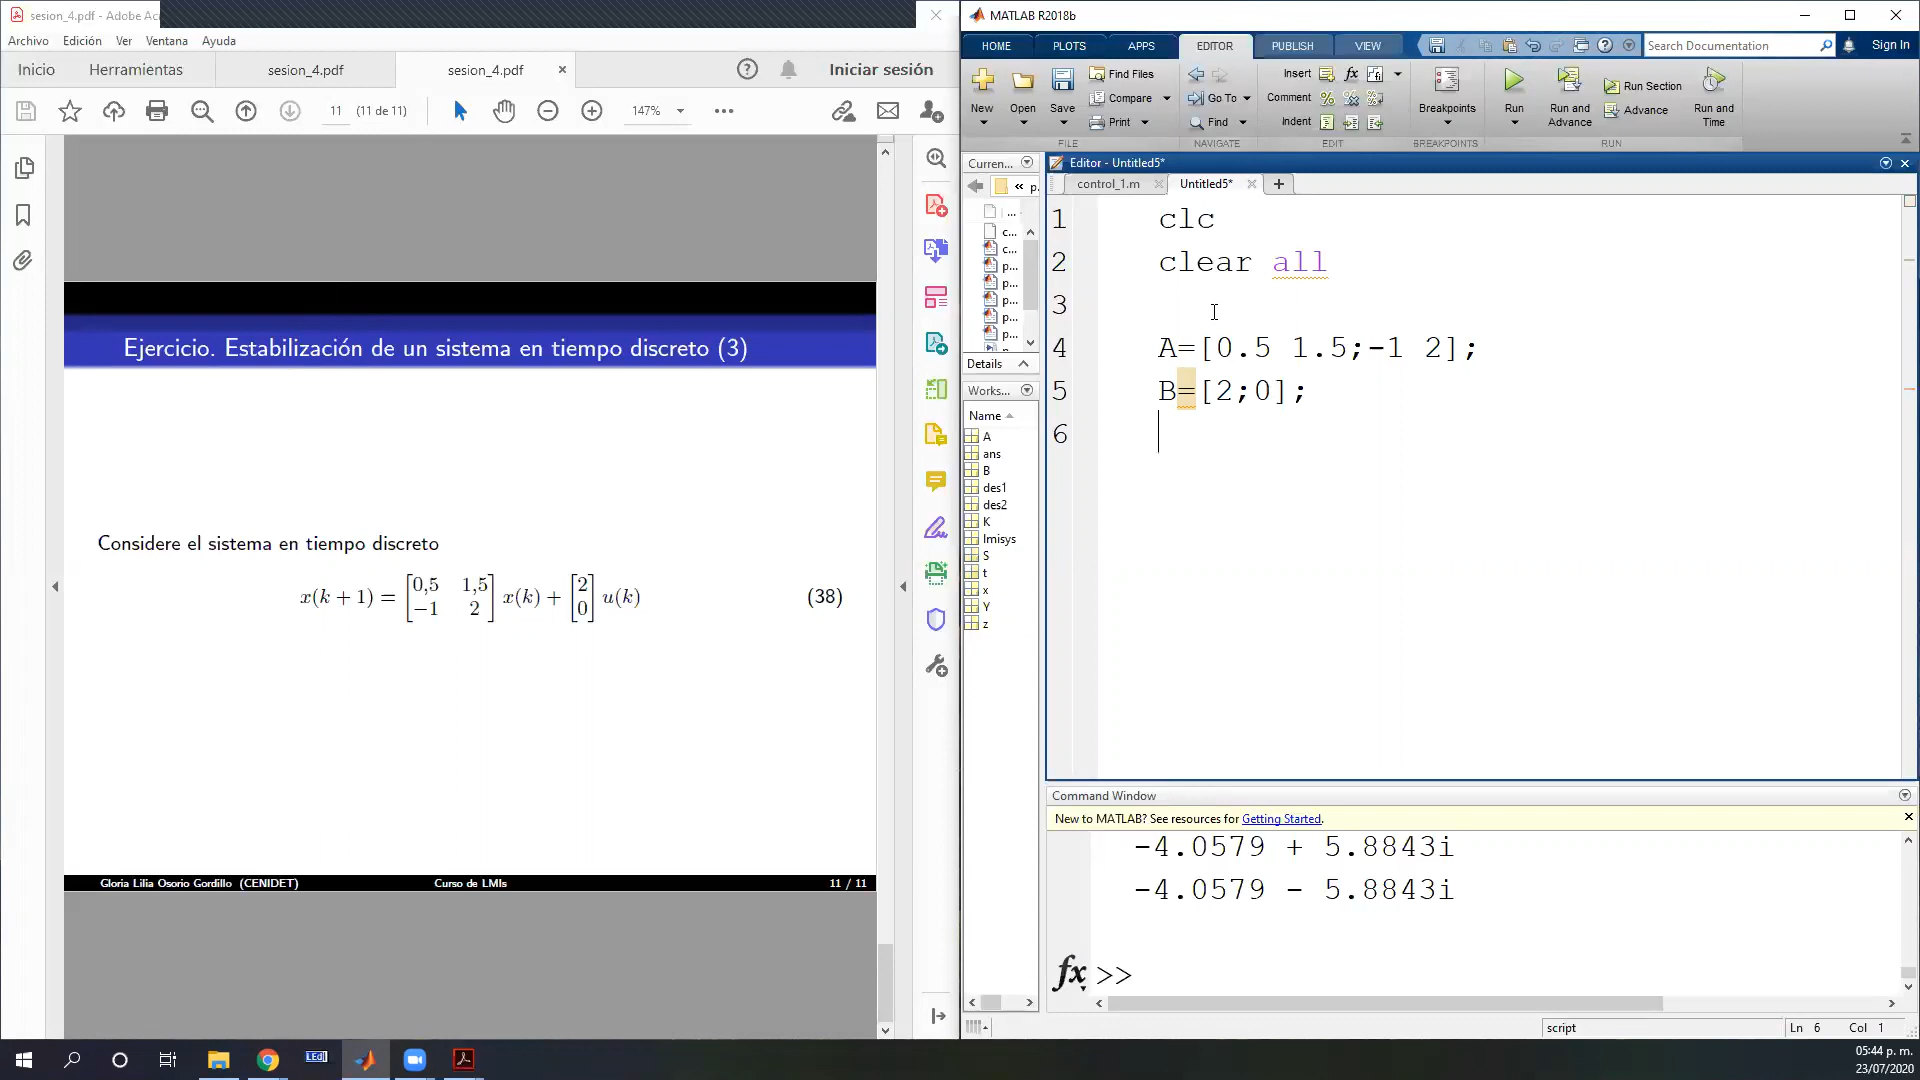 sesion_4.pdf - Adobe Ac
Archivo Edición Ver Ventana Ayuda
Inicio Herramientas sesion_4.pdf sesion_4.pdf × Iniciar sesión
11 (11 de 11) 147%
Ejercicio. Estabilización de un sistema en tiempo discreto (3)
Considere el sistema en tiempo discreto
x(k + 1) = [0,5 1,5
−1 2] x(k) + [2
0] u(k) (38)
Gloria Lilia Osorio Gordillo (CENIDET) Curso de LMIs 11 / 11
MATLAB R2018b
HOME PLOTS APPS EDITOR PUBLISH VIEW Search Documentation Sign In
New Open Save Find Files Compare Print
Go To Find
Insert fx
Comment
Indent
Breakpoints Run Run and Advance Run Section Advance Run and Time
FILE NAVIGATE EDIT BREAKPOINTS RUN
Curren...
« p.
...
c...
c...
p...
p...
p...
p...
p...
p...
Details
Works...
Name
A
ans
B
des1
des2
K
lmisys
S
t
x
Y
z
Editor - Untitled5*
control_1.m Untitled5* +
1 clc
2 clear all
3
4 A=[0.5 1.5;-1 2];
5 B=[2;0];
6
Command Window
New to MATLAB? See resources for Getting Started.
-4.0579 + 5.8843i
-4.0579 - 5.8843i
fx >>
script Ln 6 Col 1
LEdI
05:44 p. m.
23/07/2020